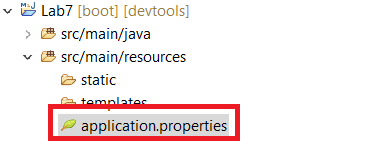 Lab7 [boot] [devtools]
src/main/java
src/main/resources
static
templates
application.properties